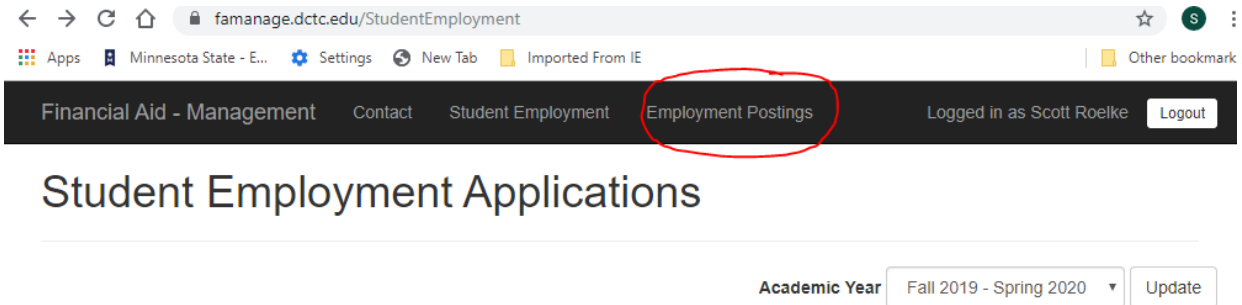 famanage.dctc.edu/StudentEmployment S
Apps Minnesota State - E... Settings New Tab Imported From IE Other bookmark
Financial Aid - Management Contact Student Employment Employment Postings Logged in as Scott Roelke Logout
Student Employment Applications
Academic Year Fall 2019 - Spring 2020 Update